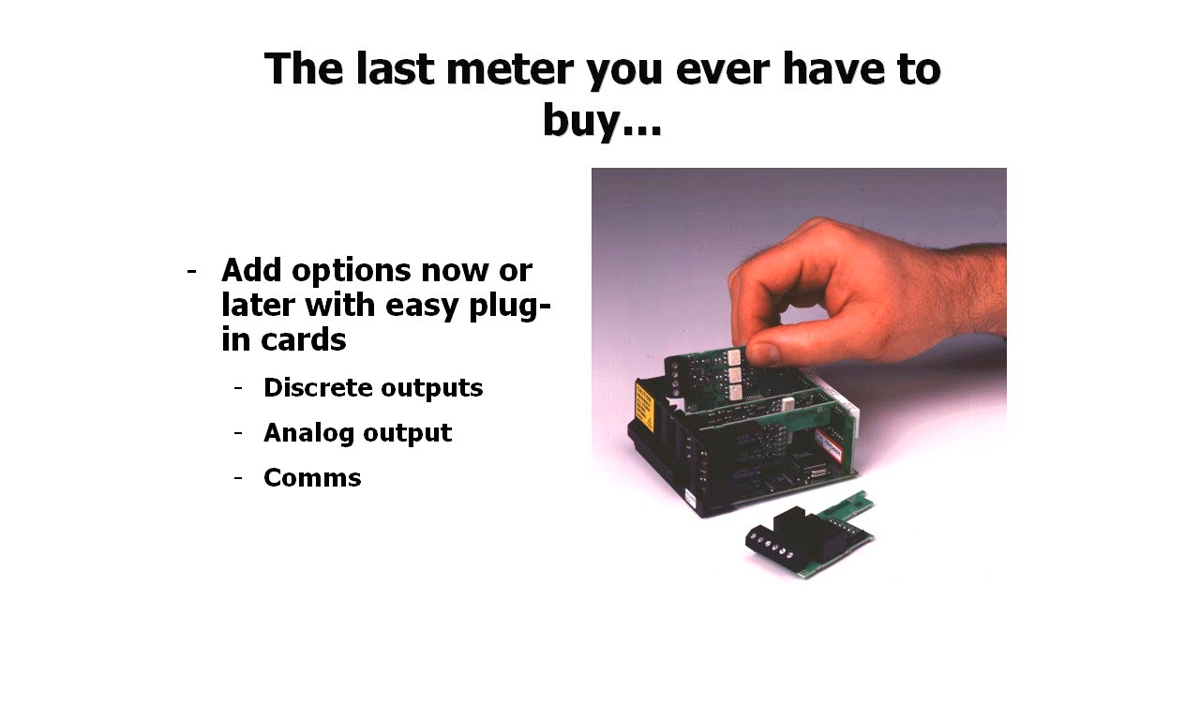 The last meter you ever have to
buy...
- Add options now or
later with easy plug-
in cards
- Discrete outputs
- Analog output
- Comms